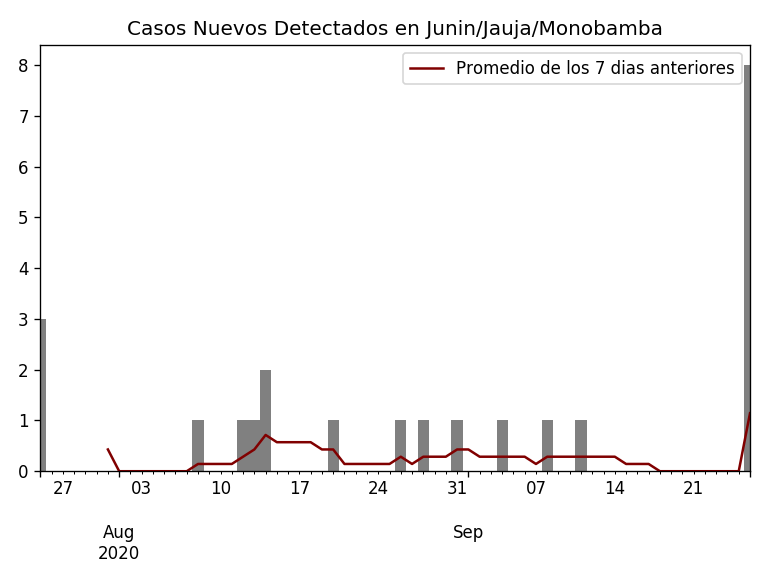 Casos Nuevos Detectados en Junin/Jauja/Monobamba
Promedio de los 7 dias anteriores
8
7
6
5
4
3
2
1
0
27 03 10 17 24 31 07 14 21
Aug Sep
2020